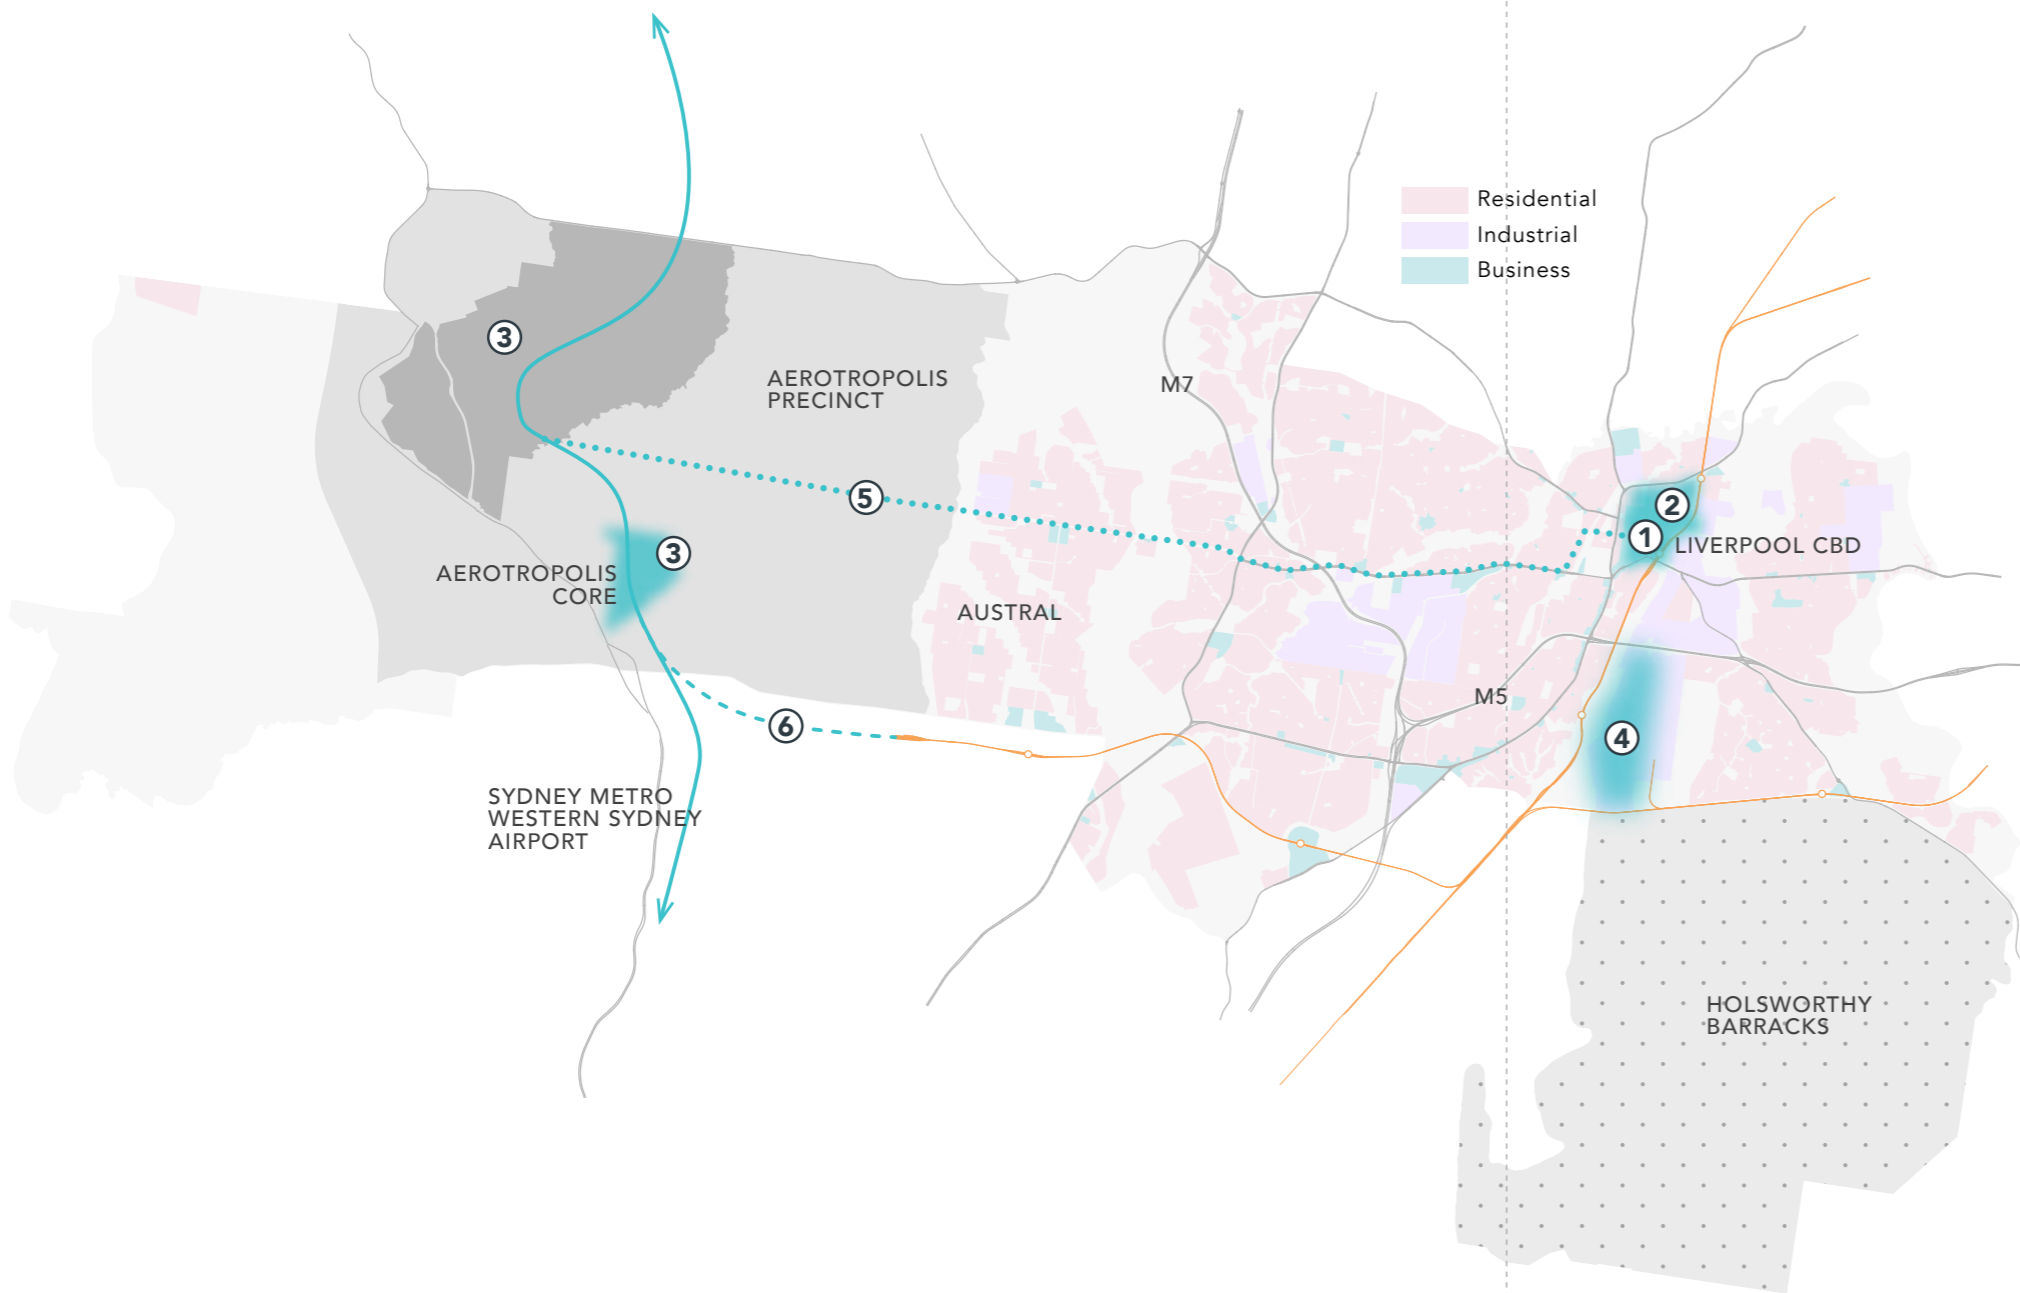 Residential
Industrial
Business
3
AEROTROPOLIS
PRECINCT
M7
5
2
1
LIVERPOOL CBD
3
AEROTROPOLIS
CORE
AUSTRAL
M5
6
4
SYDNEY METRO
WESTERN SYDNEY
AIRPORT
HOLSWORTHY
BARRACKS